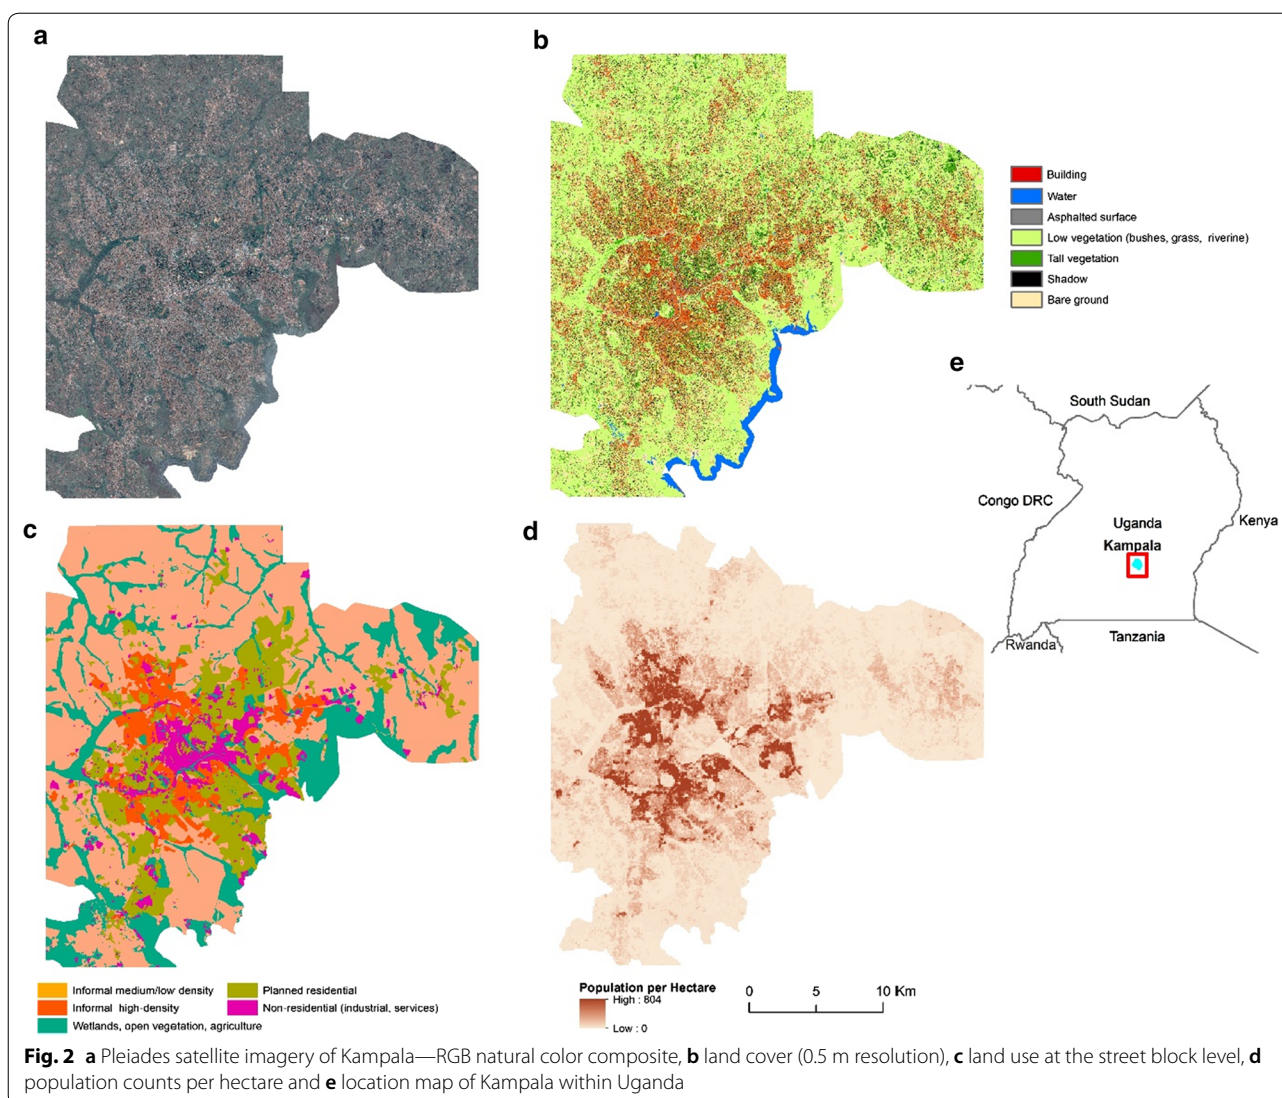 a
b
Building
Water
Asphalted surface
Low vegetation (bushes, grass, riverine)
Tall vegetation
Shadow
Bare ground
e
South Sudan
Congo DRC
Uganda
Kenya
Kampala
Tanzania
Rwanda
c
d
Informal medium/low density
Planned residential
Informal high-density
Non-residential (industrial, services)
Wetlands, open vegetation, agriculture
Population per Hectare
High : 804
Low : 0
0 5 10 Km
Fig. 2 a Pleiades satellite imagery of Kampala—RGB natural color composite, b land cover (0.5 m resolution), c land use at the street block level, d
population counts per hectare and e location map of Kampala within Uganda